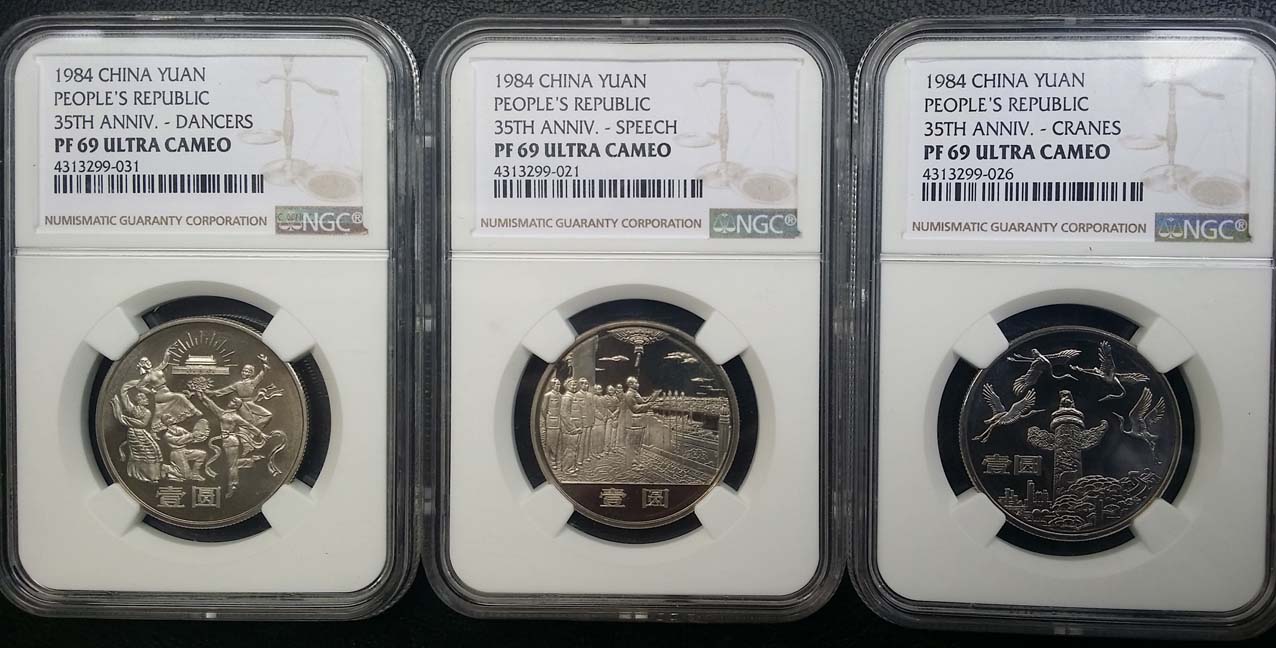 1984 CHINA YUAN
PEOPLE'S REPUBLIC
35TH ANNIV. - DANCERS
PF 69 ULTRA CAMEO
4313299-031
NUMISMATIC GUARANTY CORPORATION
NGC®
壹圆
1984 CHINA YUAN
PEOPLE'S REPUBLIC
35TH ANNIV. - SPEECH
PF 69 ULTRA CAMEO
4313299-021
NUMISMATIC GUARANTY CORPORATION
NGC®
壹圆
1984 CHINA YUAN
PEOPLE'S REPUBLIC
35TH ANNIV. - CRANES
PF 69 ULTRA CAMEO
4313299-026
NUMISMATIC GUARANTY CORPORATION
NGC®
壹圆